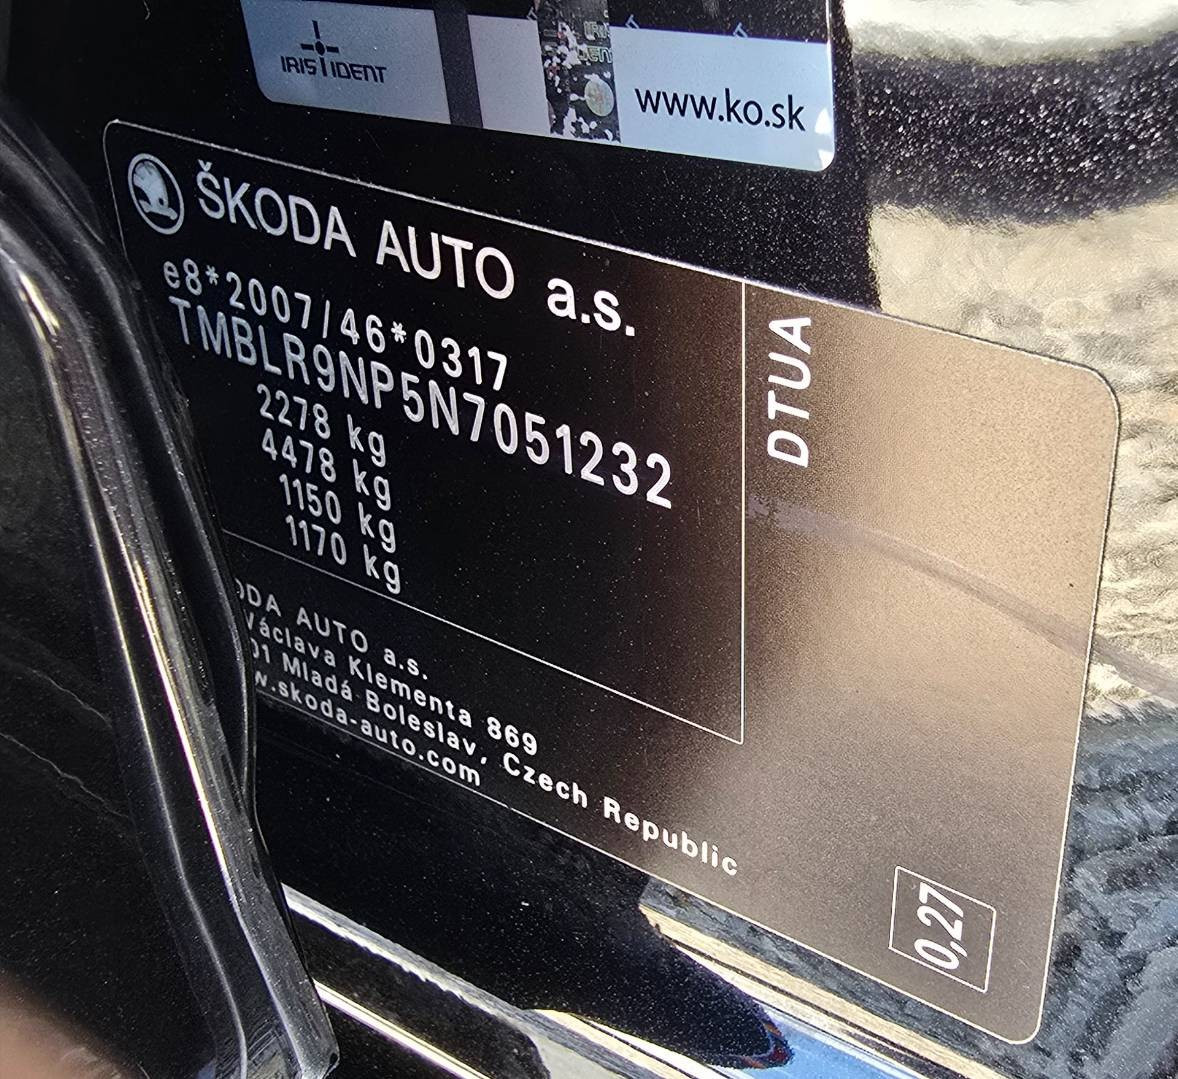 IRIS IDENT
www.ko.sk
ŠKODA AUTO a.s.
e8*2007/46*0317
TMBLR9NP5N7051232
2278 kg
4478 kg
1150 kg
1170 kg
DTUA
ODA AUTO a.s.
Václava Klementa 869
01 Mladá Boleslav, Czech Republic
w.skoda-auto.com
0,27